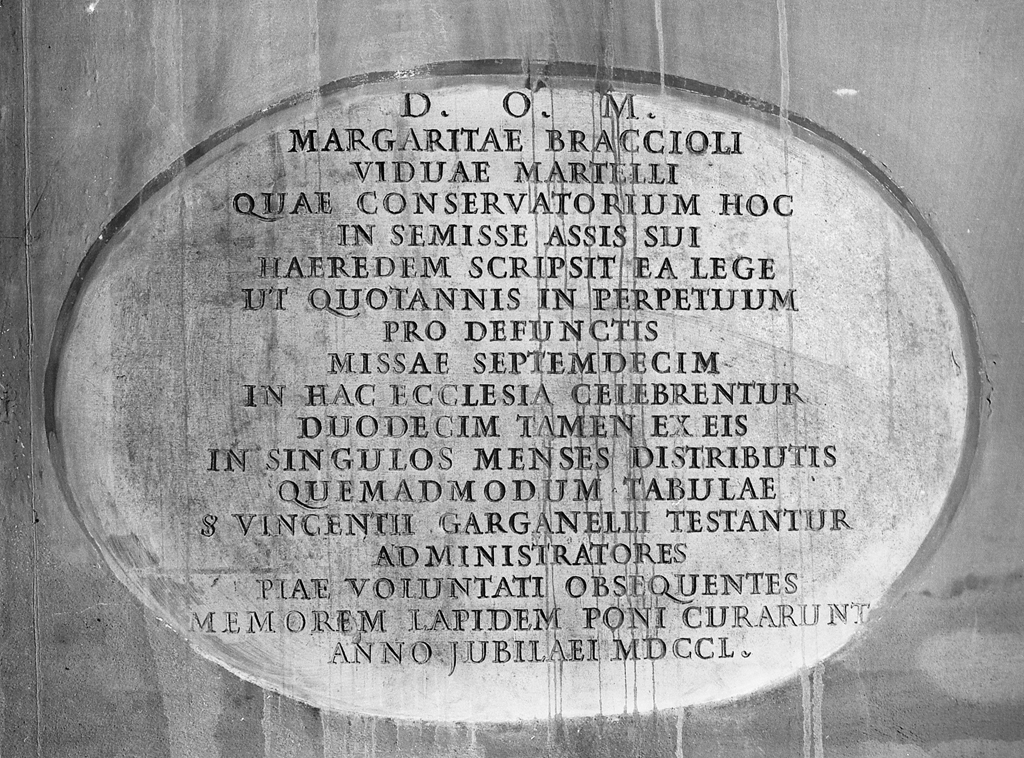 D. O. M.
MARGARITAE BRACCIOLI
VIDUAE MARTELLI
QUAE CONSERVATORIUM HOC
IN SEMISSE ASSIS SUI
HAEREDEM SCRIPSIT EA LEGE
UT QUOTANNIS IN PERPETUUM
PRO DEFUNCTIS
MISSAE SEPTEMDECIM
IN HAC ECCLESIA CELEBRENTUR
DUODECIM TAMEN EX EIS
IN SINGULOS MENSES DISTRIBUTIS
QUEMADMODUM TABULAE
S VINCENTII GARGANELLI TESTANTUR
ADMINISTRATORES
PIAE VOLUNTATI OBSEQUENTES
MEMOREM LAPIDEM PONI CURARUNT
ANNO JUBILAEI MDCCL.